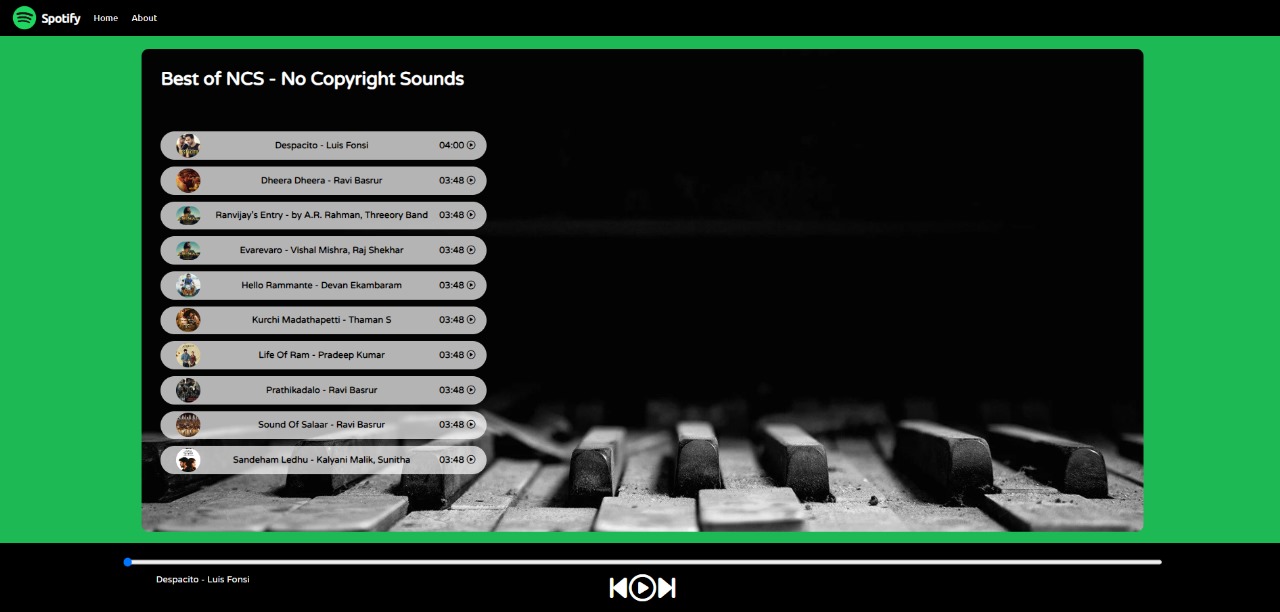 Spotify Home About
Best of NCS - No Copyright Sounds
Despacito - Luis Fonsi 04:00
Dheera Dheera - Ravi Basrur 03:48
Ranvijay's Entry - by A.R. Rahman, Threeory Band 03:48
Evarevaro - Vishal Mishra, Raj Shekhar 03:48
Hello Rammante - Devan Ekambaram 03:48
Kurchi Madathapetti - Thaman S 03:48
Life Of Ram - Pradeep Kumar 03:48
Prathikadalo - Ravi Basrur 03:48
Sound Of Salaar - Ravi Basrur 03:48
Sandeham Ledhu - Kalyani Malik, Sunitha 03:48
Despacito - Luis Fonsi